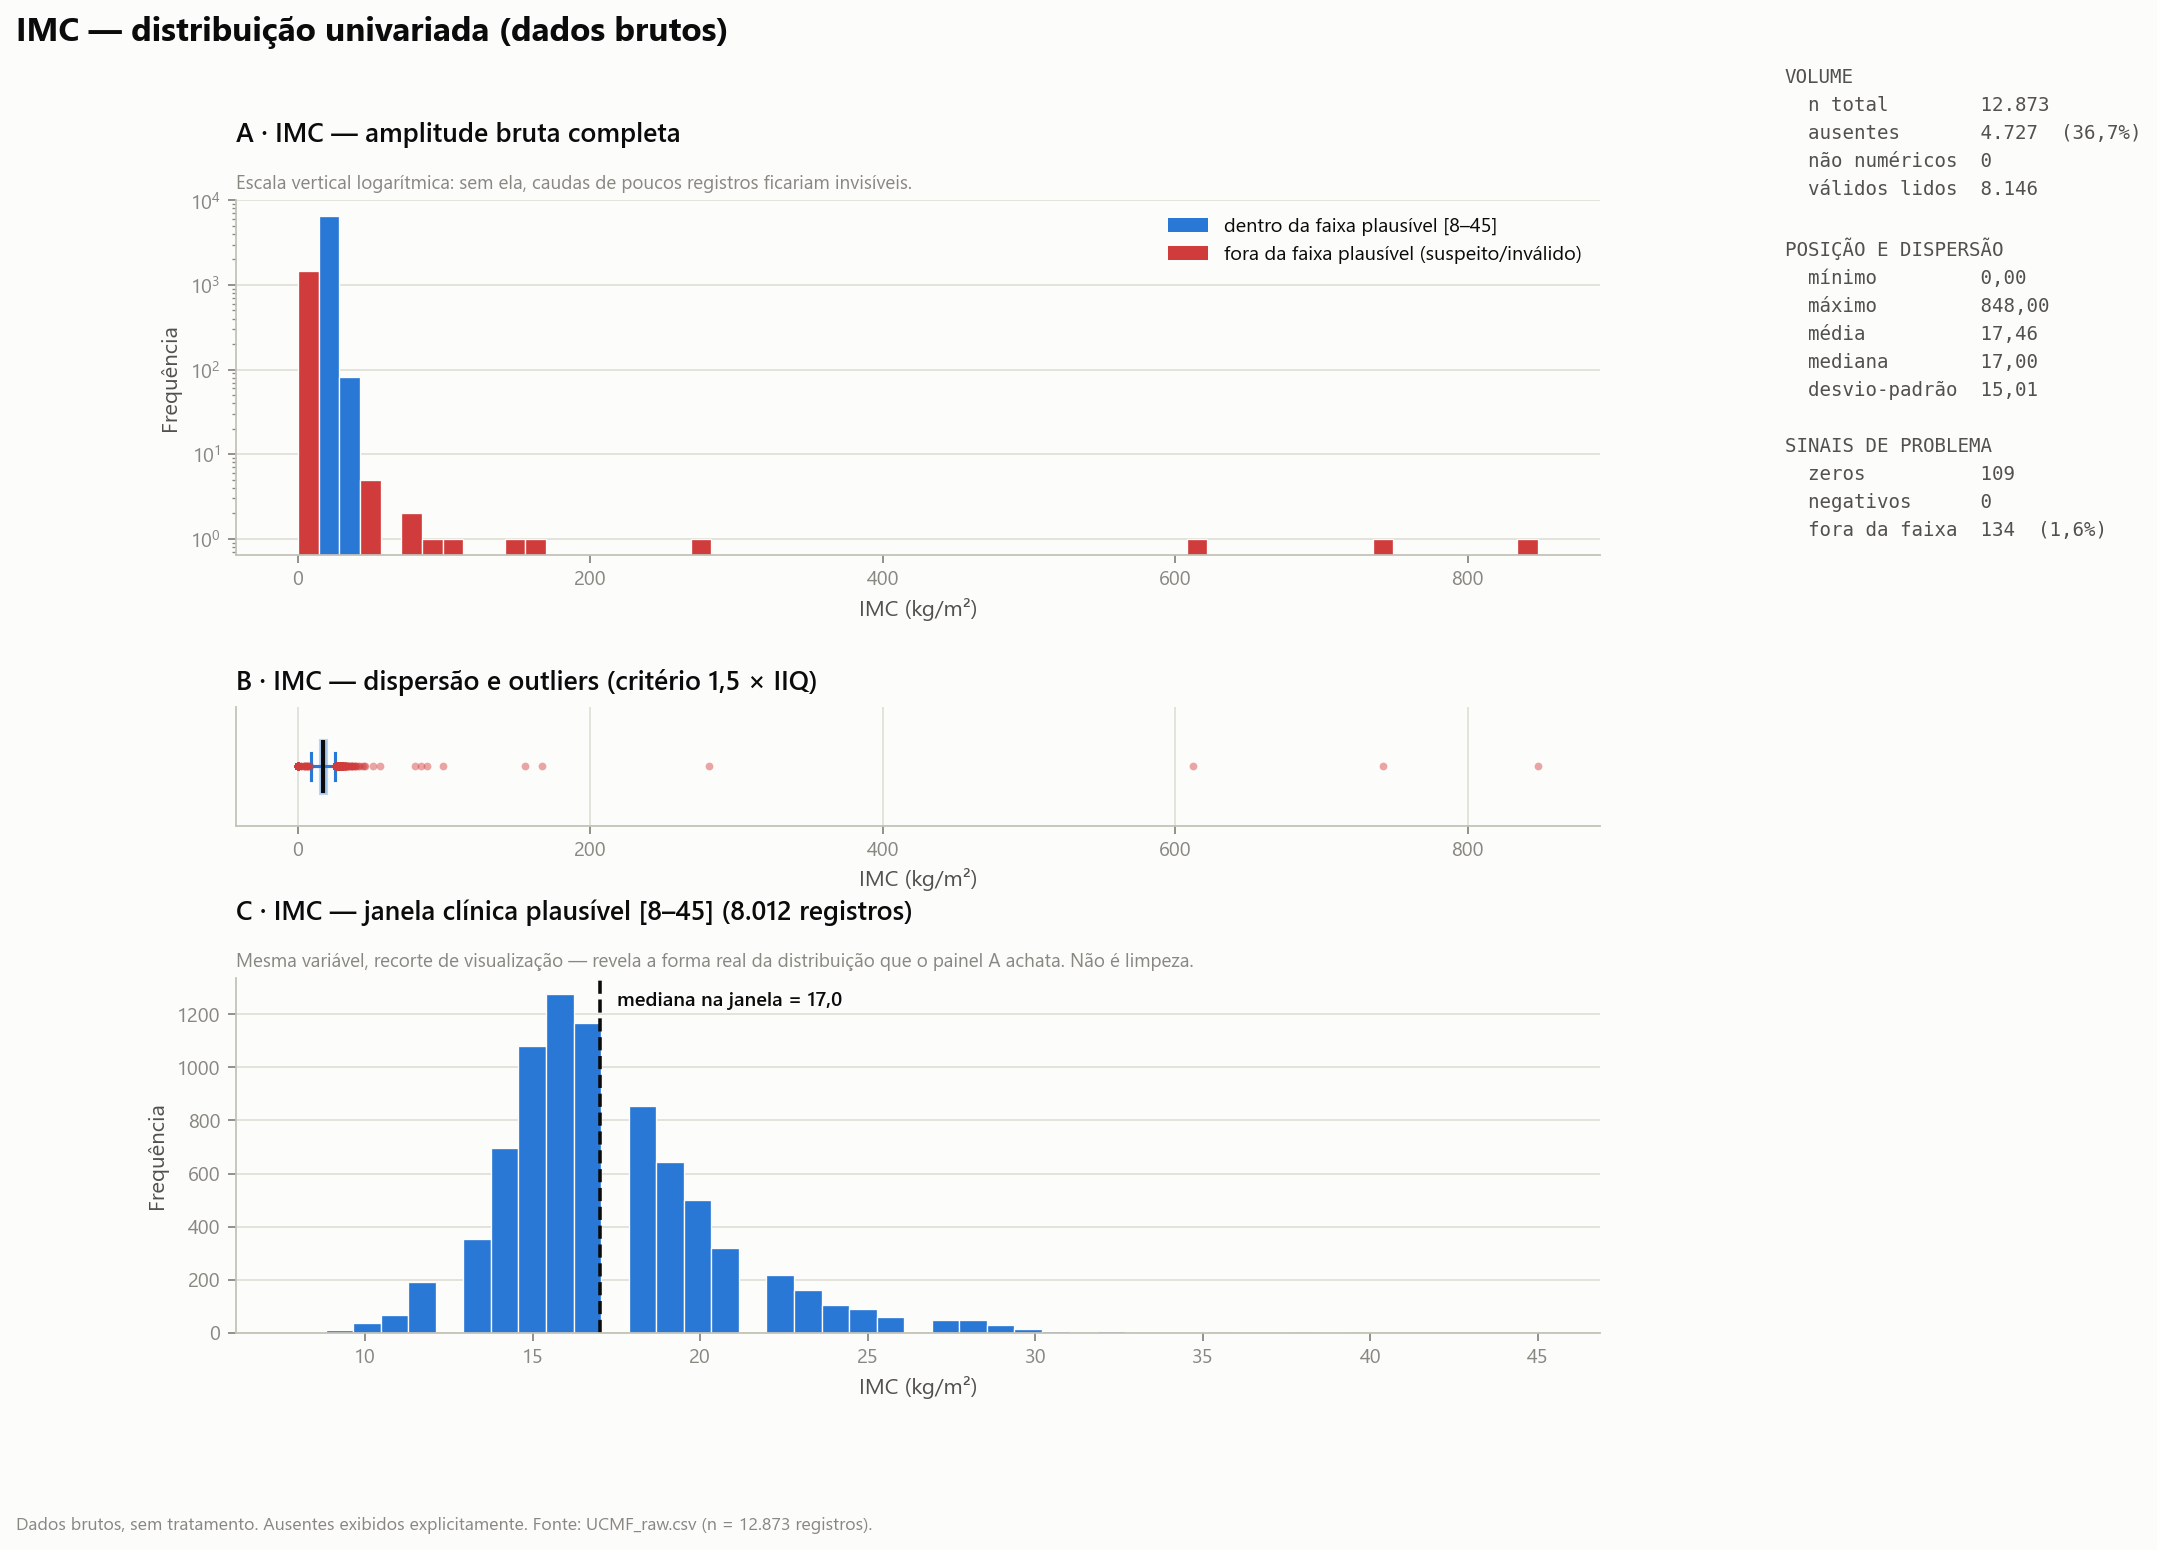 IMC — distribuição univariada (dados brutos)
A · IMC — amplitude bruta completa
Escala vertical logarítmica: sem ela, caudas de poucos registros ficariam invisíveis.
10⁴
10³
10²
10¹
10⁰
Frequência
dentro da faixa plausível [8–45]
fora da faixa plausível (suspeito/inválido)
0 200 400 600 800
IMC (kg/m²)
VOLUME
n total 12.873
ausentes 4.727 (36,7%)
não numéricos 0
válidos lidos 8.146
POSIÇÃO E DISPERSÃO
mínimo 0,00
máximo 848,00
média 17,46
mediana 17,00
desvio-padrão 15,01
SINAIS DE PROBLEMA
zeros 109
negativos 0
fora da faixa 134 (1,6%)
B · IMC — dispersão e outliers (critério 1,5 × IIQ)
0 200 400 600 800
IMC (kg/m²)
C · IMC — janela clínica plausível [8–45] (8.012 registros)
Mesma variável, recorte de visualização — revela a forma real da distribuição que o painel A achata. Não é limpeza.
mediana na janela = 17,0
1200
1000
800
600
400
200
0
Frequência
10 15 20 25 30 35 40 45
IMC (kg/m²)
Dados brutos, sem tratamento. Ausentes exibidos explicitamente. Fonte: UCMF_raw.csv (n = 12.873 registros).